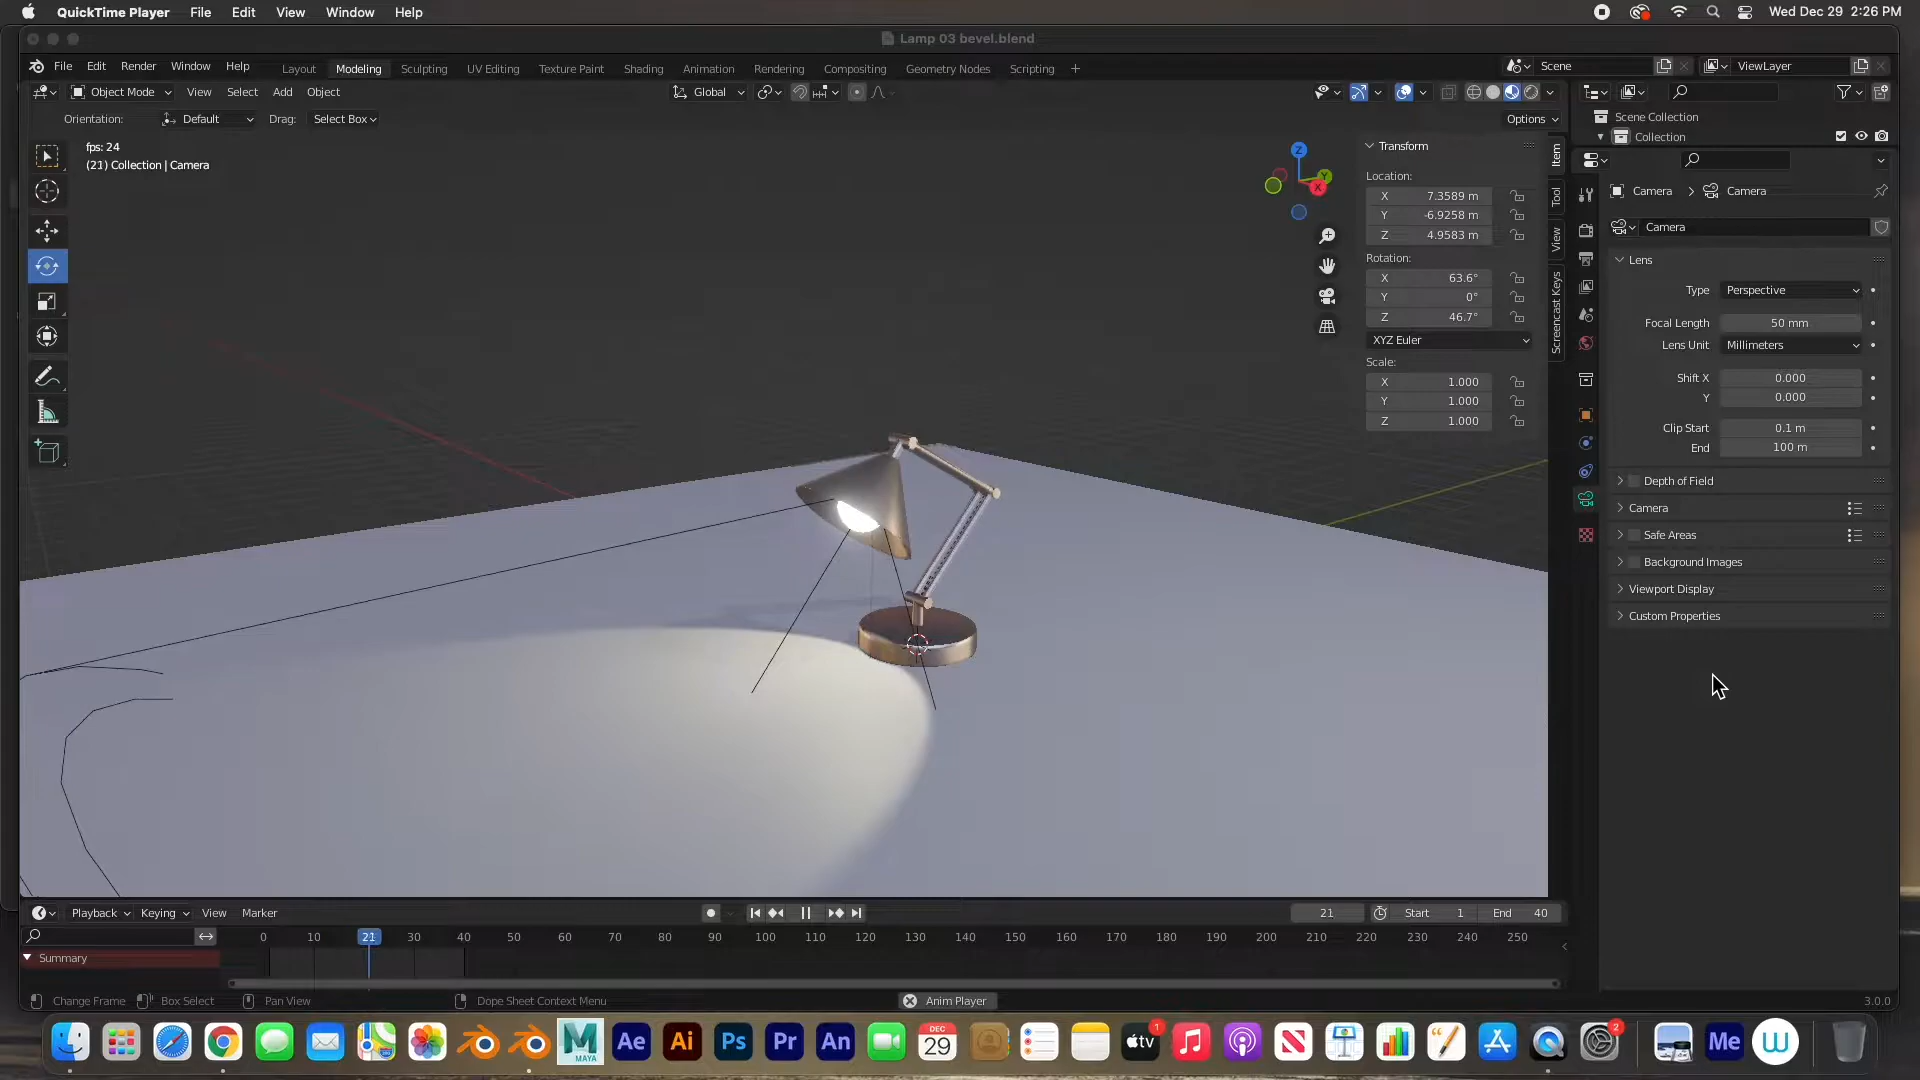 QuickTime Player File Edit View Window Help Wed Dec 29 2:26 PM
Lamp 03 bevel.blend
File Edit Render Window Help Layout Modeling Sculpting UV Editing Texture Paint Shading Animation Rendering Compositing Geometry Nodes Scripting + Scene ViewLayer
Object Mode View Select Add Object Global
Orientation: Default Drag: Select Box Options
Scene Collection
Collection
fps: 24
(21) Collection | Camera
Z
Y
X
Transform
Location:
X 7.3589 m
Y -6.9258 m
Z 4.9583 m
Rotation:
X 63.6°
Y 0°
Z 46.7°
XYZ Euler
Scale:
X 1.000
Y 1.000
Z 1.000
Item
Tool
View
Screencast Keys
Camera > Camera
Camera
Lens
Type Perspective
Focal Length 50 mm
Lens Unit Millimeters
Shift X 0.000
Y 0.000
Clip Start 0.1 m
End 100 m
Depth of Field
Camera
Safe Areas
Background Images
Viewport Display
Custom Properties
Playback Keying View Marker 21 Start 1 End 40
0 10 21 30 40 50 60 70 80 90 100 110 120 130 140 150 160 170 180 190 200 210 220 230 240 250
Summary
Change Frame Box Select Pan View Dope Sheet Context Menu Anim Player 3.0.0
MAYA Ae Ai Ps Pr An DEC 29 tv 1 2 Me W